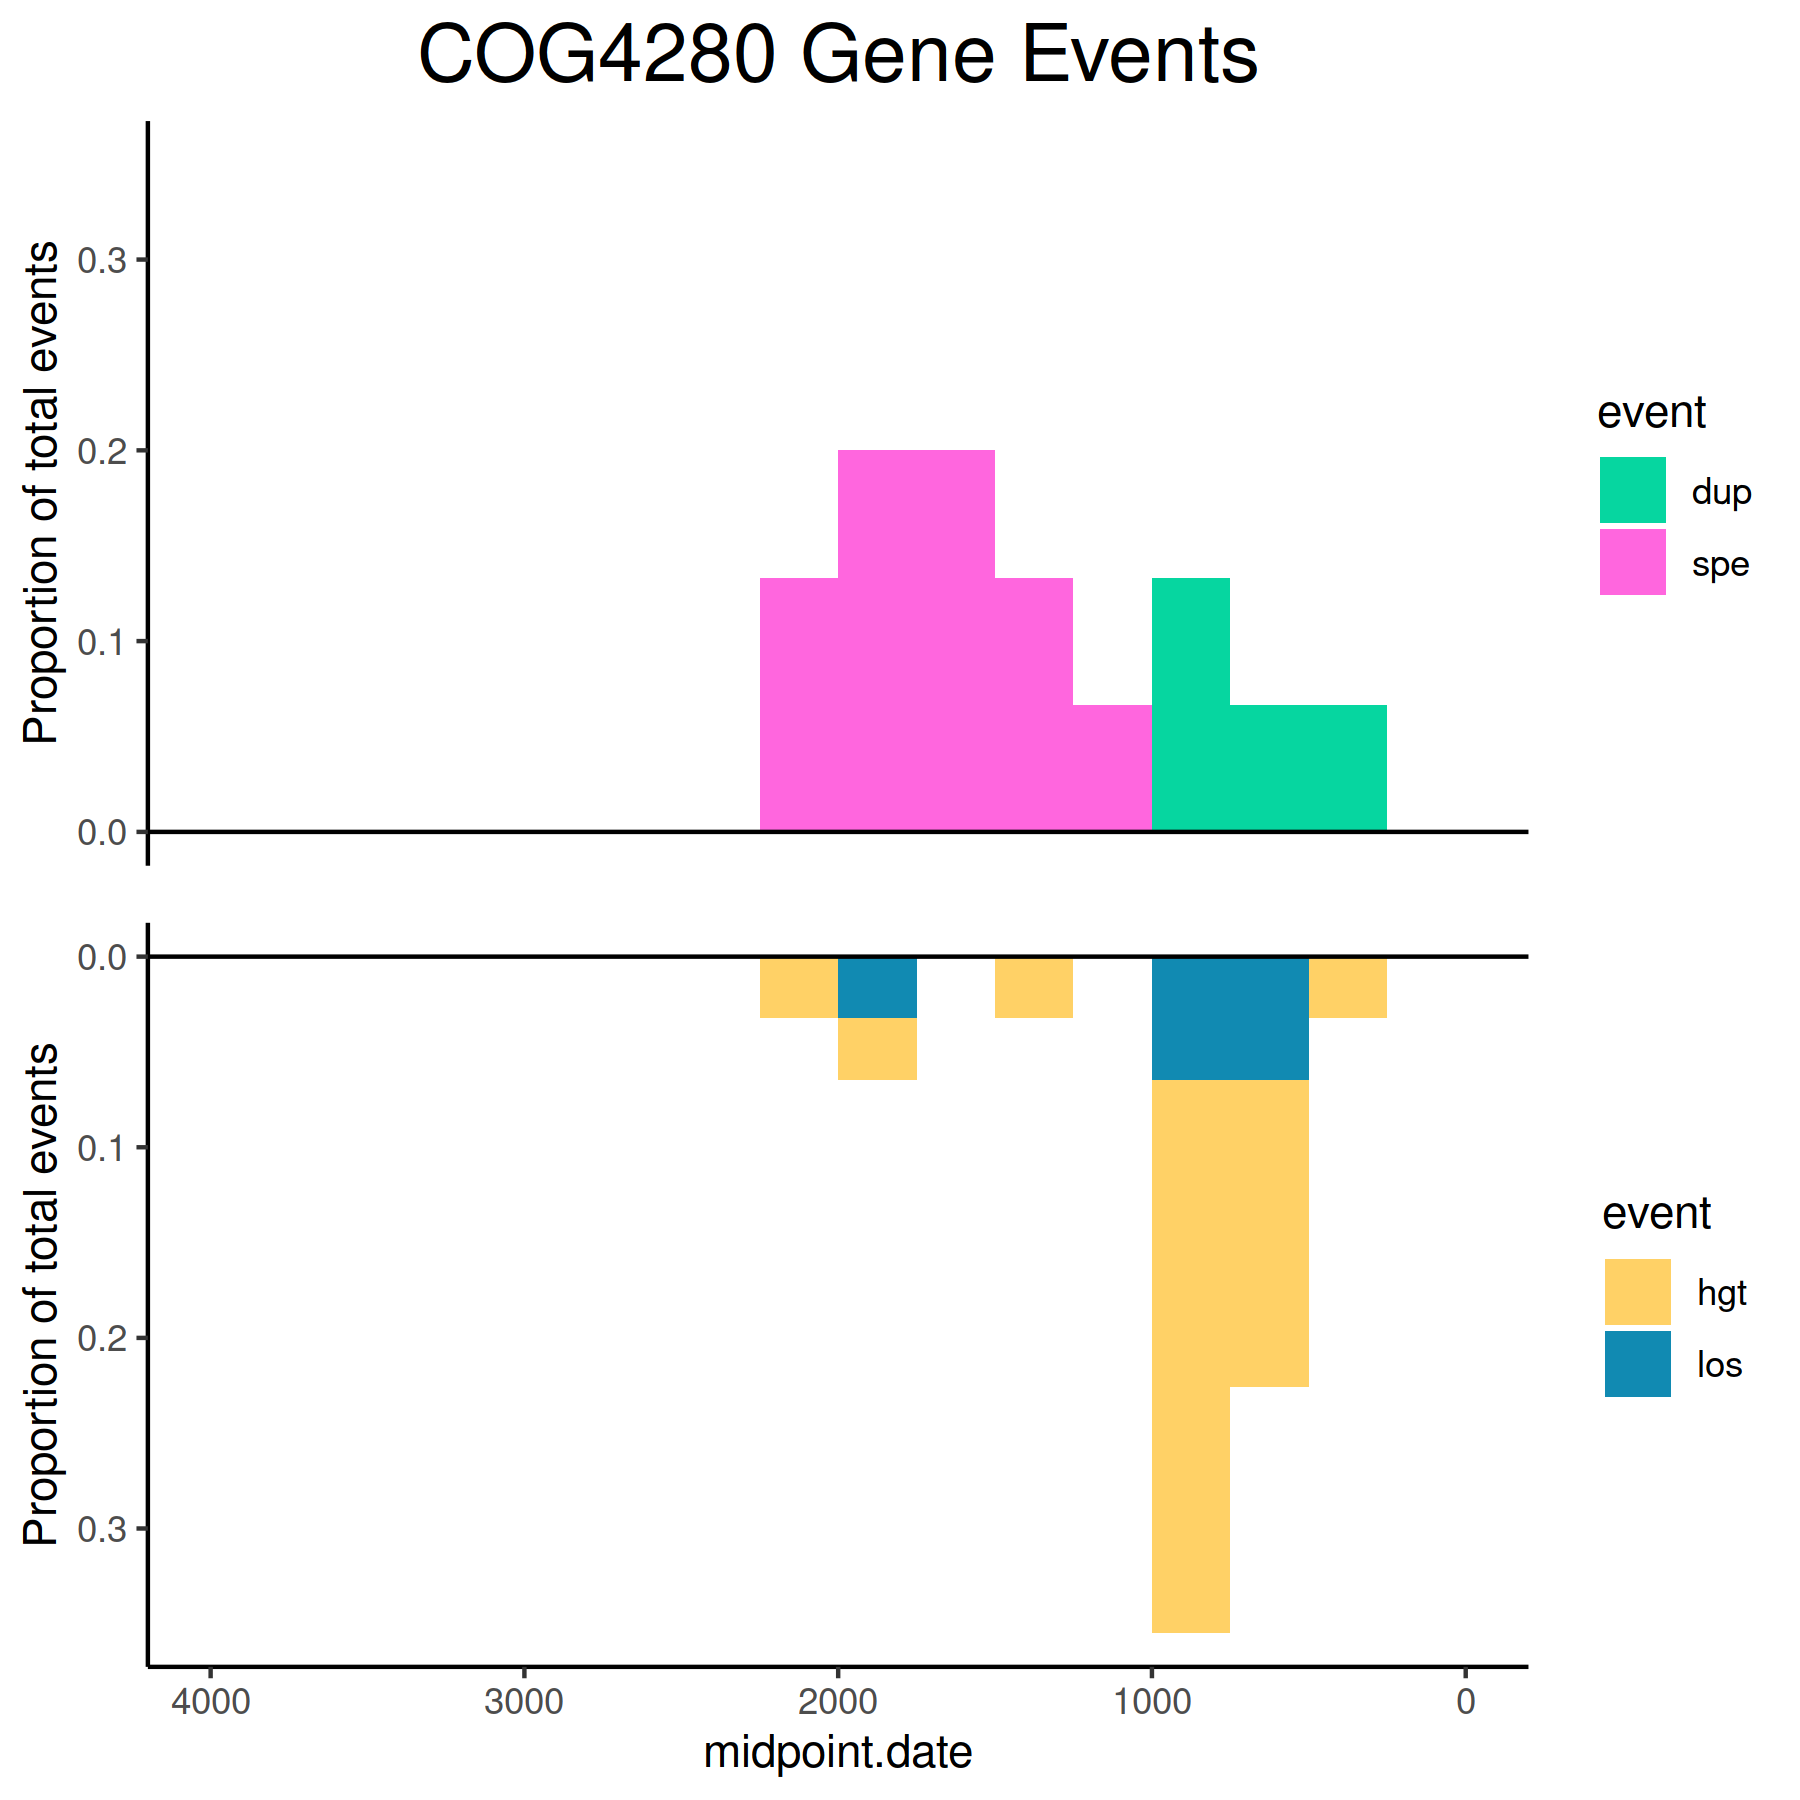 COG4280 Gene Events
Proportion of total events
0.3
0.2
0.1
0.0
event
dup
spe
Proportion of total events
0.0
0.1
0.2
0.3
event
hgt
los
4000 3000 2000 1000 0
midpoint.date